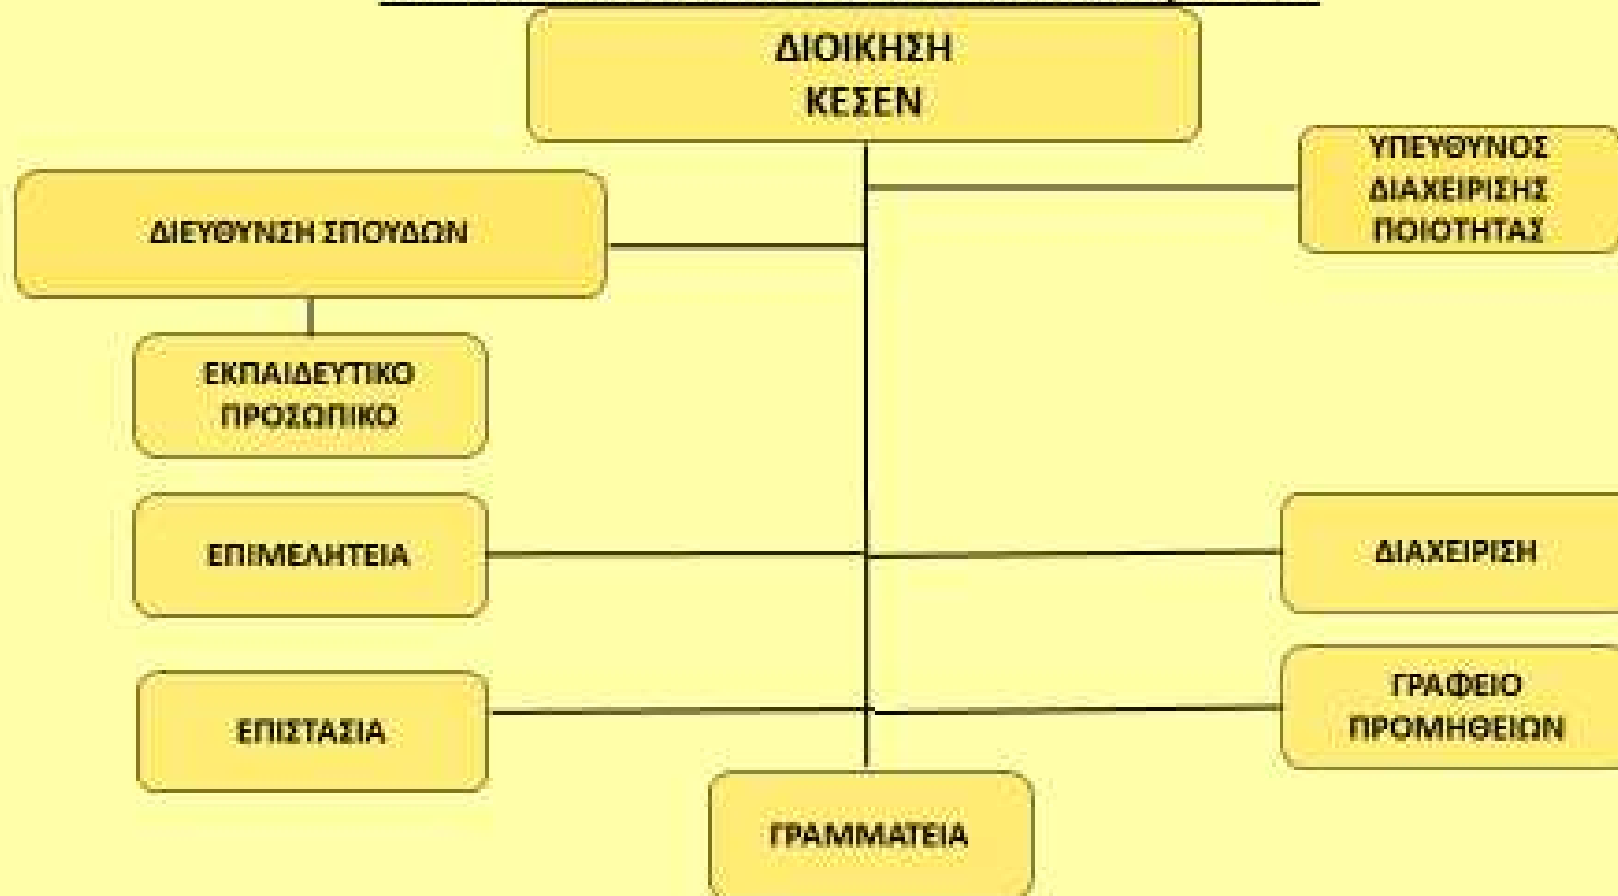 ΔΙΟΙΚΗΣΗ
ΚΕΣΕΝ
ΥΠΕΥΘΥΝΟΣ
ΔΙΑΧΕΙΡΙΣΗΣ
ΠΟΙΟΤΗΤΑΣ
ΔΙΕΥΘΥΝΣΗ ΣΠΟΥΔΩΝ
ΕΚΠΑΙΔΕΥΤΙΚΟ
ΠΡΟΣΩΠΙΚΟ
ΕΠΙΜΕΛΗΤΕΙΑ
ΔΙΑΧΕΙΡΙΣΗ
ΕΠΙΣΤΑΣΙΑ
ΓΡΑΦΕΙΟ
ΠΡΟΜΗΘΕΙΩΝ
ΓΡΑΜΜΑΤΕΙΑ